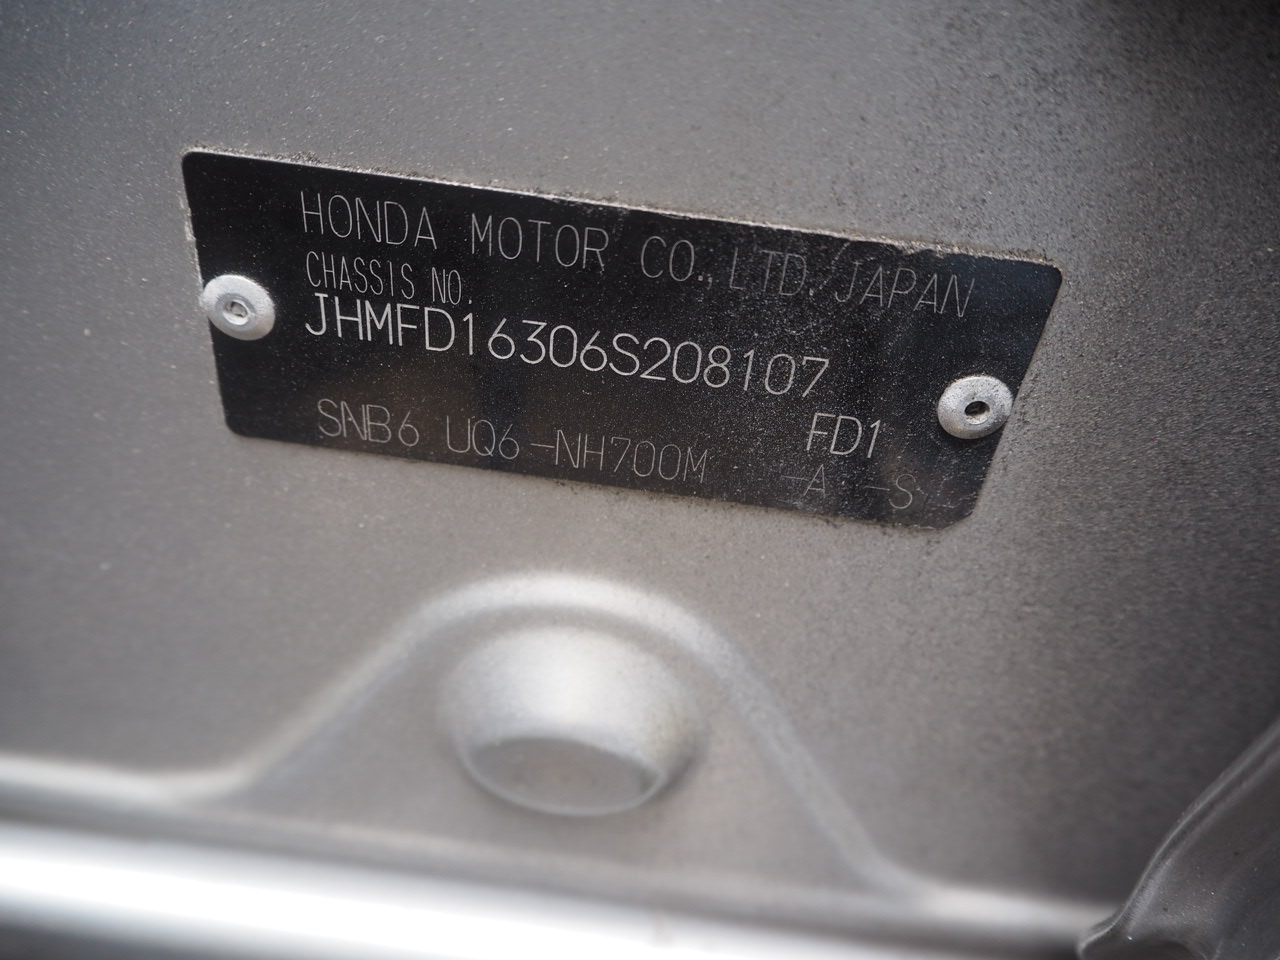 HONDA MOTOR CO., LTD. JAPAN
CHASSIS NO.
JHMFD16306S208107
FD1
SNB6 UQ6-NH700M -A -S